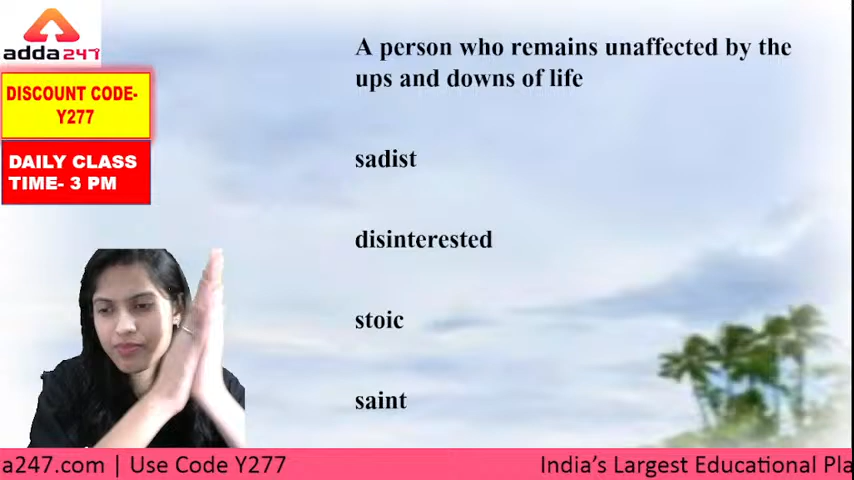 adda247
DISCOUNT CODE-
Y277
DAILY CLASS
TIME- 3 PM
A person who remains unaffected by the
ups and downs of life
sadist
disinterested
stoic
saint
a247.com | Use Code Y277
India's Largest Educational Pla